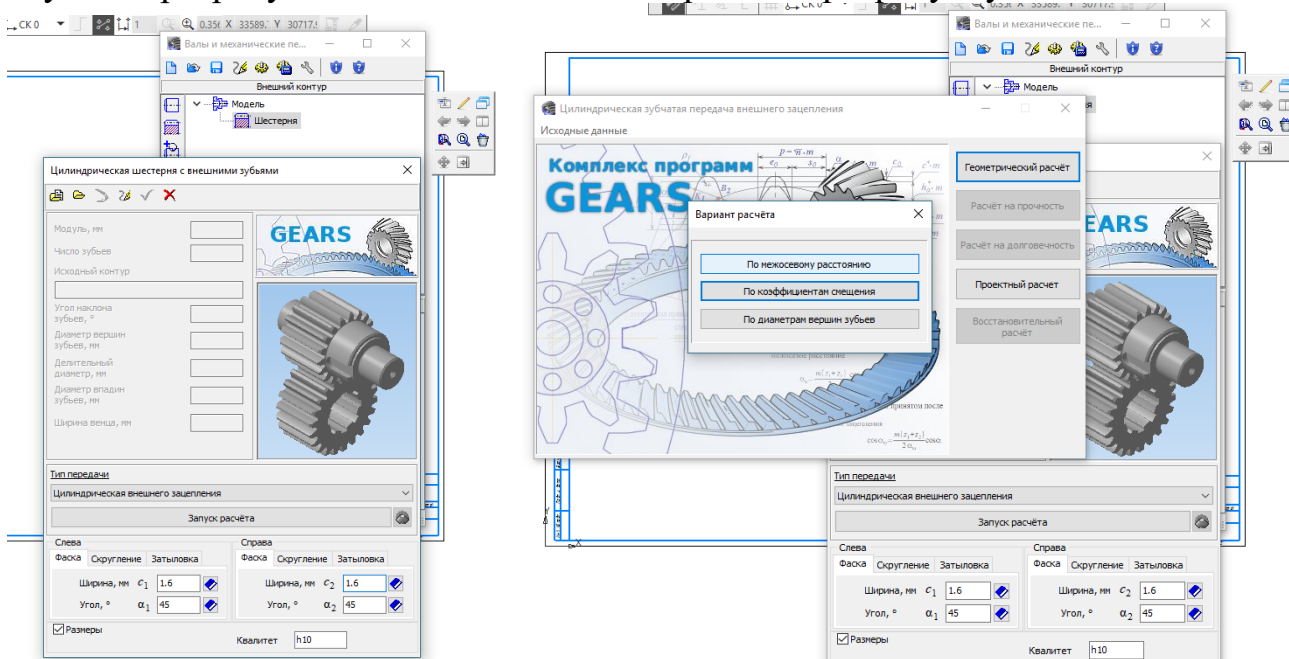 СК 0
1
0.35
X
33589.
Y
30717.
Валы и механические пе...
Внешний контур
Модель
Шестерня
Цилиндрическая шестерня с внешними зубьями
Модуль, мм
GEARS
Число зубьев
Исходный контур
Угол наклона
зубьев, °
Диаметр вершин
зубьев, мм
Делительный
диаметр, мм
Диаметр впадин
зубьев, мм
Ширина венца, мм
Тип передачи
Цилиндрическая внешнего зацепления
Запуск расчёта
Слева
Справа
Фаска Скругление Затыловка
Фаска Скругление Затыловка
Ширина, мм c1 1.6
Ширина, мм c2 1.6
Угол, ° α1 45
Угол, ° α2 45
Размеры
Квалитет h10
Валы и механические пе...
Внешний контур
Модель
Цилиндрическая зубчатая передача внешнего зацепления
Исходные данные
Комплекс программ
GEARS
Геометрический расчёт
Расчёт на прочность
Расчёт на долговечность
Проектный расчет
Восстановительный
расчёт
Вариант расчёта
По межосевому расстоянию
По коэффициентам смещения
По диаметрам вершин зубьев
EARS
Тип передачи
Цилиндрическая внешнего зацепления
Запуск расчёта
Слева
Справа
Фаска Скругление Затыловка
Фаска Скругление Затыловка
Ширина, мм c1 1.6
Ширина, мм c2 1.6
Угол, ° α1 45
Угол, ° α2 45
Размеры
Квалитет h10